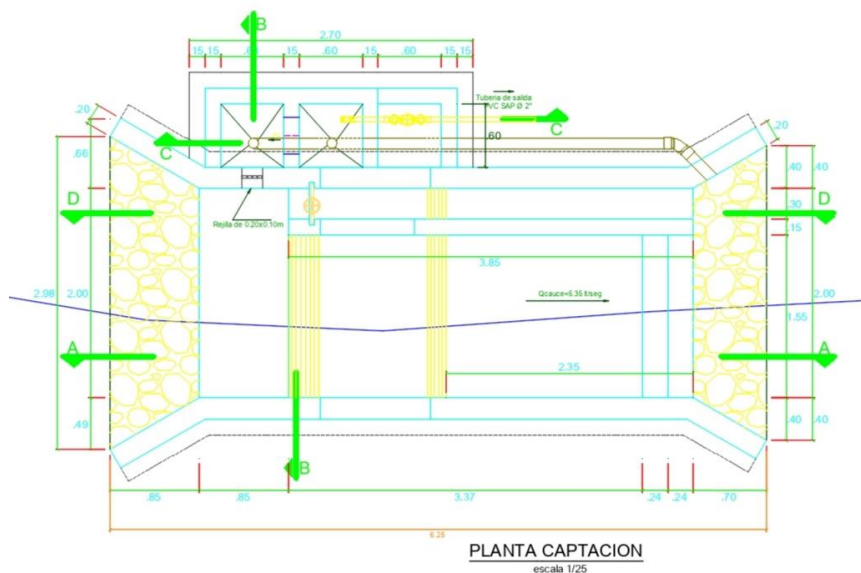 B
2.70
.15 .15 .60 .15 .60 .15 .60 .15 .15
Tuberia de salida
PVC SAP Ø 2"
C
.60
C
.20
.20
.66
.40
.40
D
D
.30
.15
Rejilla de 0.20x0.10m
3.85
2.98
2.00
Qcauce=5.35 lt/seg
2.00
1.55
A
A
2.35
.49
.40
.40
B
.85
.85
3.37
.24
.24
.70
6.25
PLANTA CAPTACION
escala 1/25